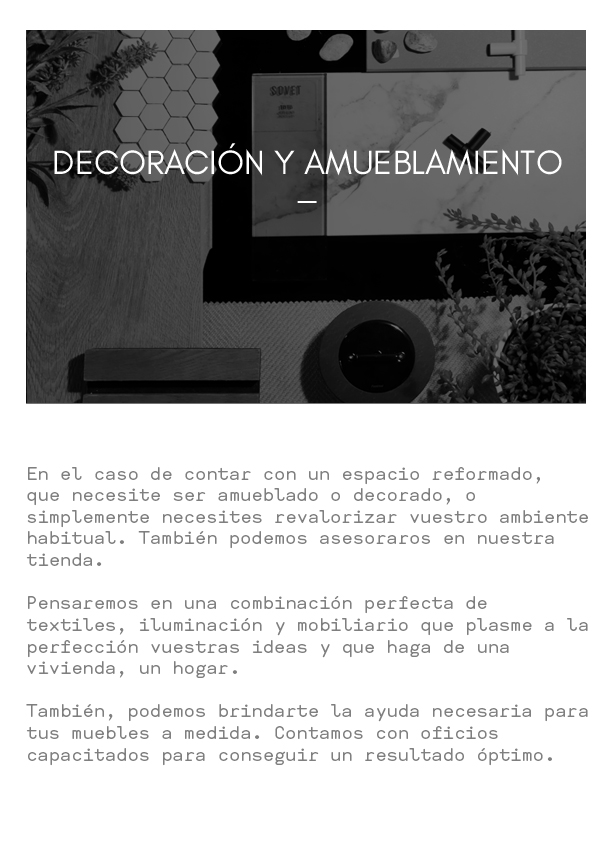 SOVET
DECORACIÓN Y AMUEBLAMIENTO
En el caso de contar con un espacio reformado,
que necesite ser amueblado o decorado, o
simplemente necesites revalorizar vuestro ambiente
habitual. También podemos asesoraros en nuestra
tienda.
Pensaremos en una combinación perfecta de
textiles, iluminación y mobiliario que plasme a la
perfección vuestras ideas y que haga de una
vivienda, un hogar.
También, podemos brindarte la ayuda necesaria para
tus muebles a medida. Contamos con oficios
capacitados para conseguir un resultado óptimo.